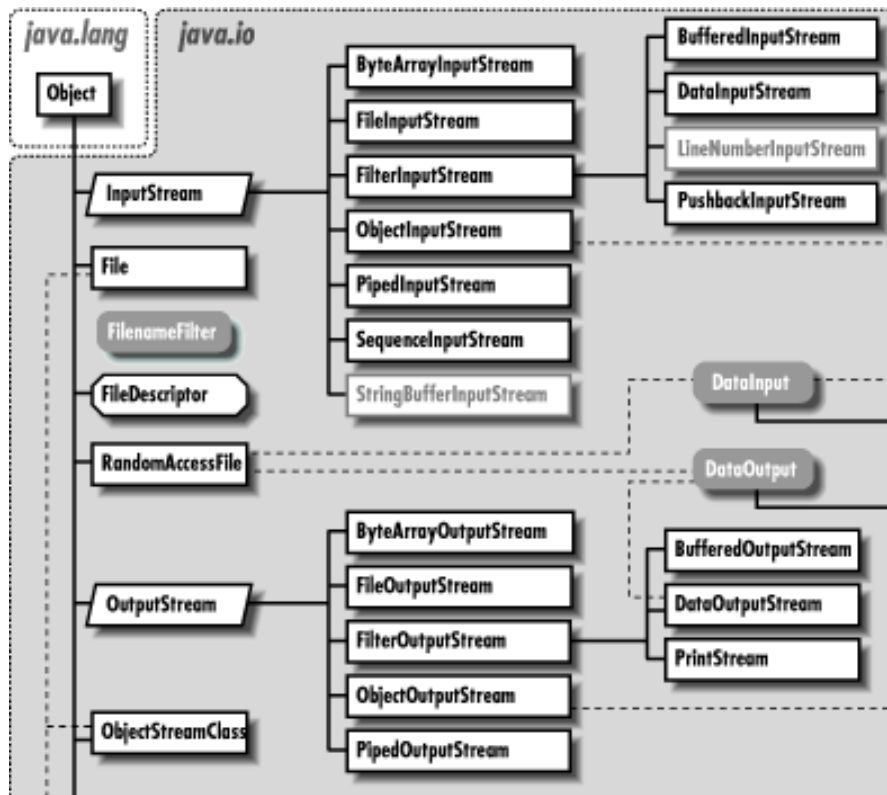 java.lang
java.io
Object
InputStream
File
FilenameFilter
FileDescriptor
RandomAccessFile
OutputStream
ObjectStreamClass
ByteArrayInputStream
FileInputStream
FilterInputStream
ObjectInputStream
PipedInputStream
SequenceInputStream
StringBufferInputStream
ByteArrayOutputStream
FileOutputStream
FilterOutputStream
ObjectOutputStream
PipedOutputStream
BufferedInputStream
DataInputStream
LineNumberInputStream
PushbackInputStream
DataInput
DataOutput
BufferedOutputStream
DataOutputStream
PrintStream